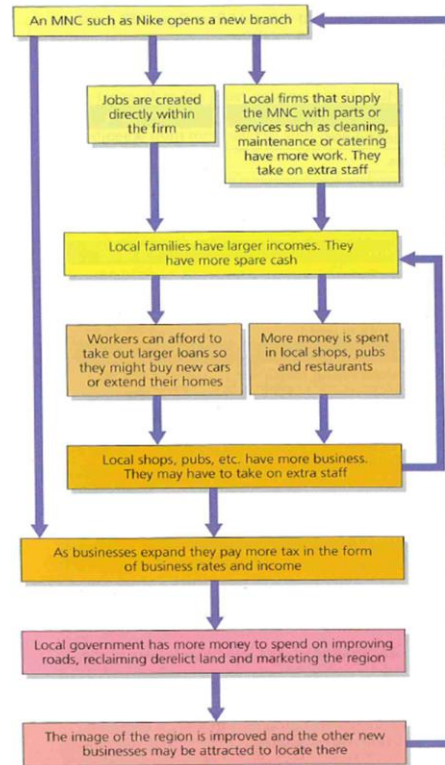 An MNC such as Nike opens a new branch
Jobs are created
directly within
the firm
Local firms that supply
the MNC with parts or
services such as cleaning,
maintenance or catering
have more work. They
take on extra staff
Local families have larger incomes. They
have more spare cash
Workers can afford to
take out larger loans so
they might buy new cars
or extend their homes
More money is spent
in local shops, pubs
and restaurants
Local shops, pubs, etc. have more business.
They may have to take on extra staff
As businesses expand they pay more tax in the form
of business rates and income
Local government has more money to spend on improving
roads, reclaiming derelict land and marketing the region
The image of the region is improved and the other new
businesses may be attracted to locate there